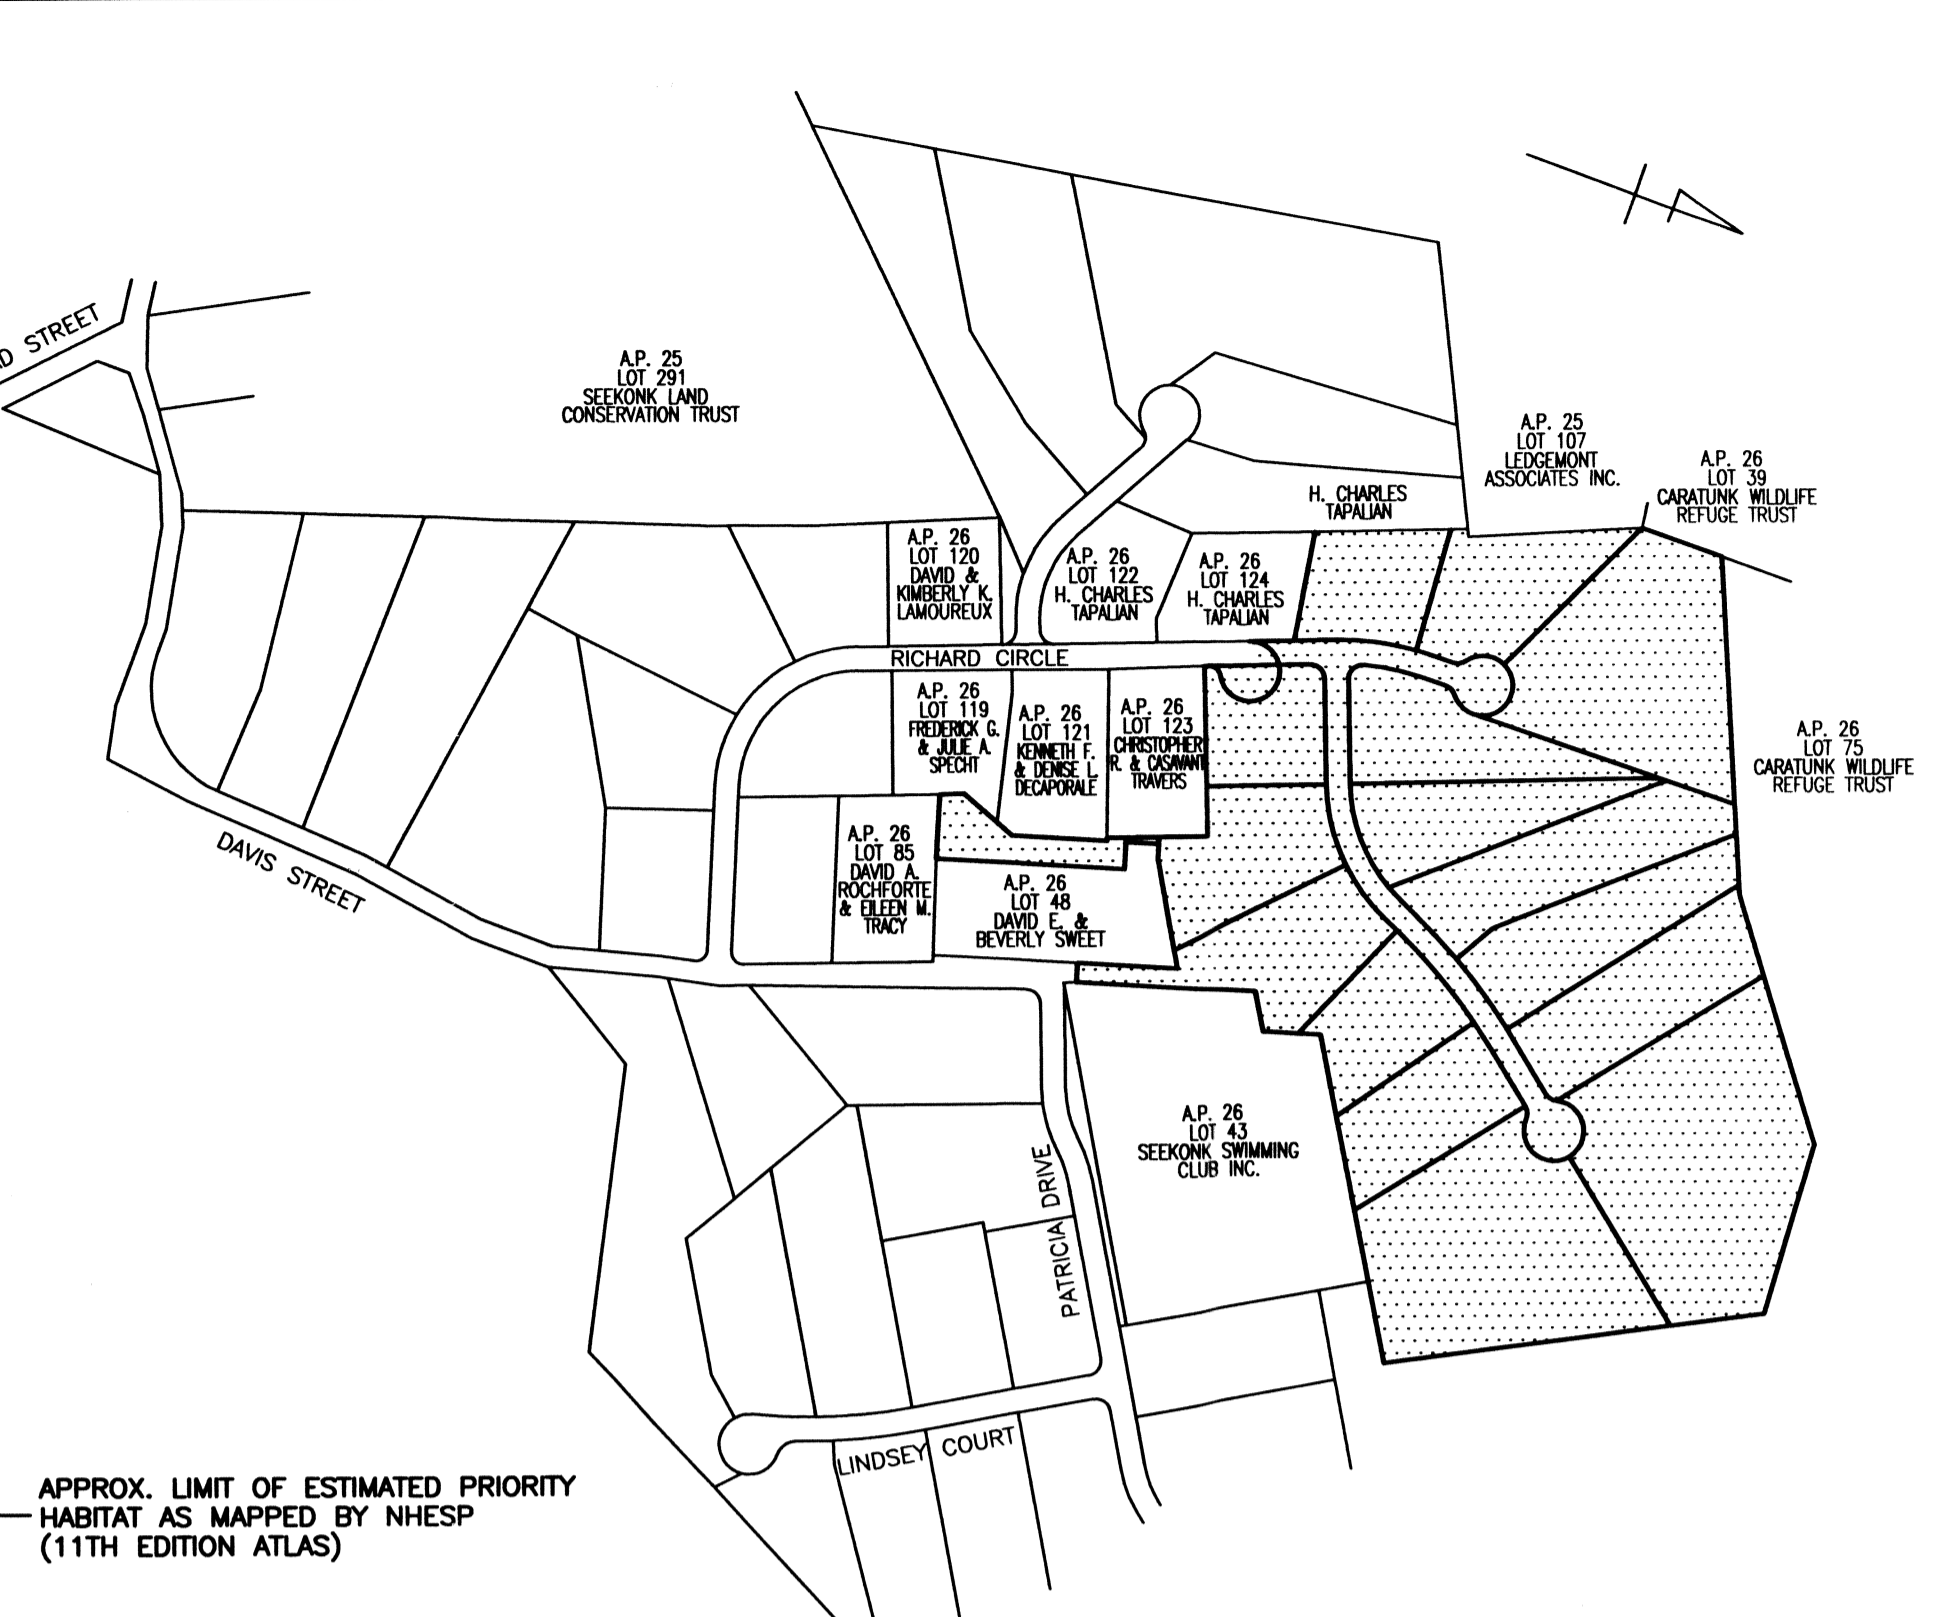 STREET
A.P. 25
LOT 291
SEEKONK LAND
CONSERVATION TRUST
A.P. 25
LOT 107
LEDGEMONT
ASSOCIATES INC.
A.P. 26
LOT 39
CARATUNK WILDLIFE
REFUGE TRUST
H. CHARLES
TAPALIAN
A.P. 26
LOT 120
DAVID &
KIMBERLY K.
LAMOUREUX
A.P. 26
LOT 122
H. CHARLES
TAPALIAN
A.P. 26
LOT 124
H. CHARLES
TAPALIAN
RICHARD CIRCLE
A.P. 26
LOT 119
FREDERICK G.
& JULIE A.
SPECHT
A.P. 26
LOT 121
KENNETH F.
& DENISE L.
DECAPORALE
A.P. 26
LOT 123
CHRISTOPHER
R. & CASAVANT
TRAVERS
A.P. 26
LOT 75
CARATUNK WILDLIFE
REFUGE TRUST
DAVIS STREET
A.P. 26
LOT 85
DAVID A.
ROCHFORTE
& EILEEN M.
TRACY
A.P. 26
LOT 48
DAVID E. &
BEVERLY SWEET
A.P. 26
LOT 43
SEEKONK SWIMMING
CLUB INC.
PATRICIA DRIVE
LINDSEY COURT
APPROX. LIMIT OF ESTIMATED PRIORITY
HABITAT AS MAPPED BY NHESP
(11TH EDITION ATLAS)